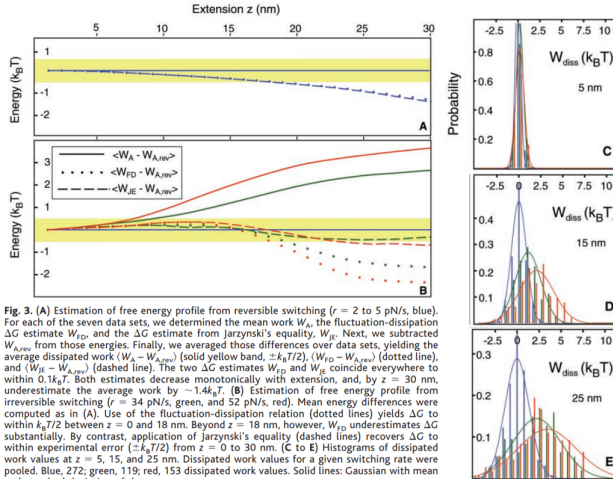 Extension z (nm)
5 10 15 20 25 30
Energy (kBT)
1
-1
-2
A
Energy (kBT)
3
2
-1
-2
<WA - WA,rev>
<WFD - WA,rev>
<WJE - WA,rev>
B
Fig. 3. (A) Estimation of free energy profile from reversible switching (r = 2 to 5 pN/s, blue).
For each of the seven data sets, we determined the mean work WA, the fluctuation-dissipation
ΔG estimate WFD, and the ΔG estimate from Jarzynski's equality, WJE. Next, we subtracted
WA,rev from those energies. Finally, we averaged those differences over data sets, yielding the
average dissipated work ⟨WA – WA,rev⟩ (solid yellow band, ±kBT/2), ⟨WFD – WA,rev⟩ (dotted line),
and ⟨WJE – WA,rev⟩ (dashed line). The two ΔG estimates WFD and WJE coincide everywhere to
within 0.1kBT. Both estimates decrease monotonically with extension, and, by z = 30 nm,
underestimate the average work by ~1.4kBT. (B) Estimation of free energy profile from
irreversible switching (r = 34 pN/s, green, and 52 pN/s, red). Mean energy differences were
computed as in (A). Use of the fluctuation-dissipation relation (dotted lines) yields ΔG to
within kBT/2 between z = 0 and 18 nm. Beyond z = 18 nm, however, WFD underestimates ΔG
substantially. By contrast, application of Jarzynski's equality (dashed lines) recovers ΔG to
within experimental error (±kBT/2) from z = 0 to 30 nm. (C to E) Histograms of dissipated
work values at z = 5, 15, and 25 nm. Dissipated work values for a given switching rate were
pooled. Blue, 272; green, 119; red, 153 dissipated work values. Solid lines: Gaussian with mean
-2.5 0 2.5 5 7.5 10
Probability
0.8
0.6
0.4
0.2
Wdiss (kBT)
5 nm
C
-2.5 0 2.5 5 7.5 10
0.4
0.3
0.2
0.1
Wdiss (kBT)
15 nm
D
-2.5 0 2.5 5 7.5 10
0.3
0.2
0.1
Wdiss (kBT)
25 nm
E